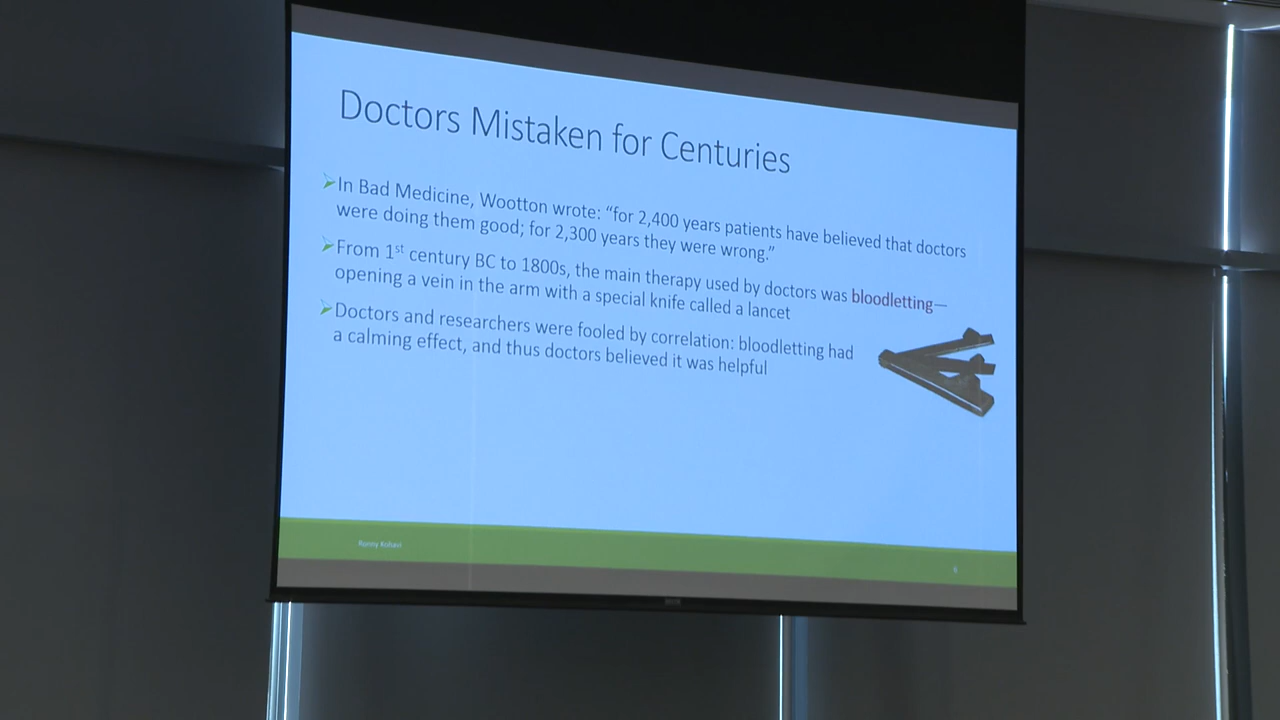 Doctors Mistaken for Centuries
In Bad Medicine, Wootton wrote: “for 2,400 years patients have believed that doctors
were doing them good; for 2,300 years they were wrong.”
From 1st century BC to 1800s, the main therapy used by doctors was bloodletting—
opening a vein in the arm with a special knife called a lancet
Doctors and researchers were fooled by correlation: bloodletting had
a calming effect, and thus doctors believed it was helpful
Ronny Kohavi
6